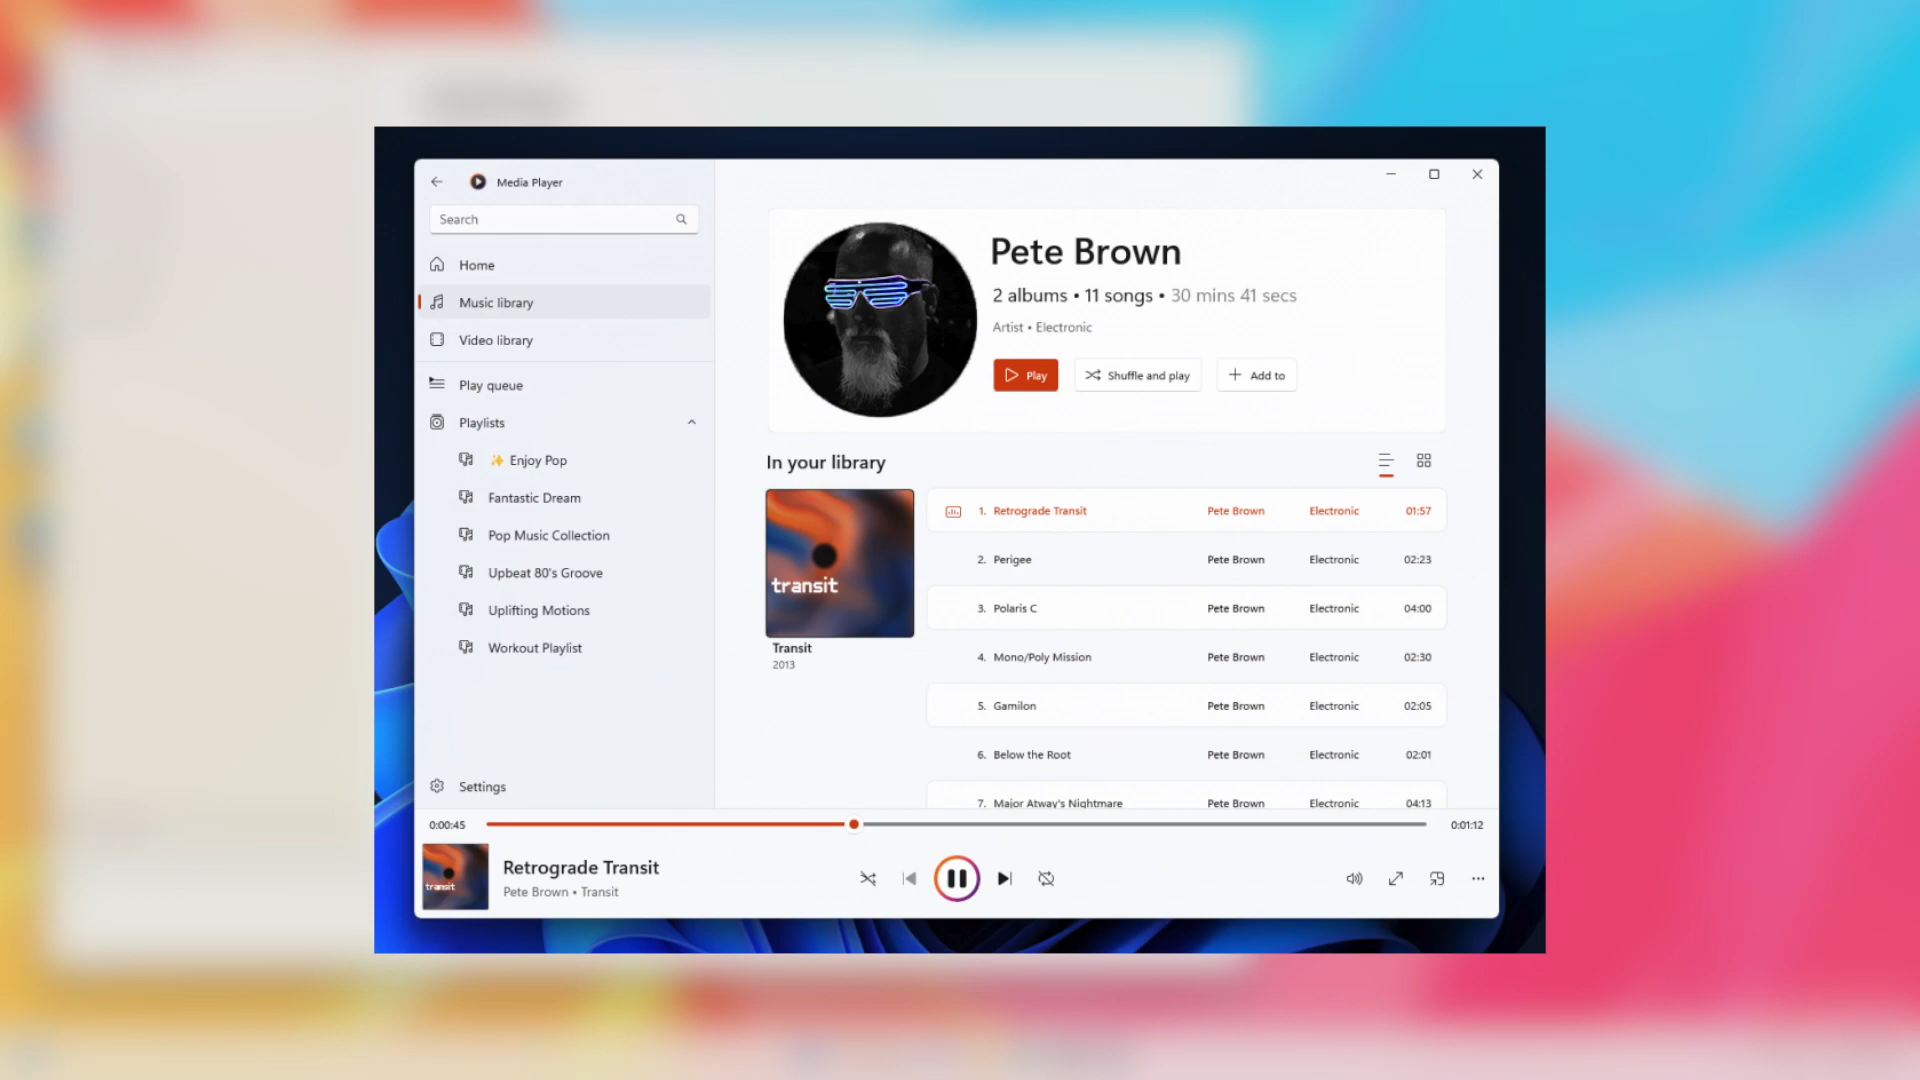 Media Player
Search
Home
Music library
Video library
Play queue
Playlists
✨ Enjoy Pop
Fantastic Dream
Pop Music Collection
Upbeat 80's Groove
Uplifting Motions
Workout Playlist
Settings
Pete Brown
2 albums • 11 songs • 30 mins 41 secs
Artist • Electronic
Play
Shuffle and play
Add to
In your library
transit
Transit
2013
1. Retrograde Transit Pete Brown Electronic 01:57
2. Perigee Pete Brown Electronic 02:23
3. Polaris C Pete Brown Electronic 04:00
4. Mono/Poly Mission Pete Brown Electronic 02:30
5. Gamilon Pete Brown Electronic 02:05
6. Below the Root Pete Brown Electronic 02:01
7. Major Atway's Nightmare Pete Brown Electronic 04:13
0:00:45
0:01:12
transit
Retrograde Transit
Pete Brown • Transit